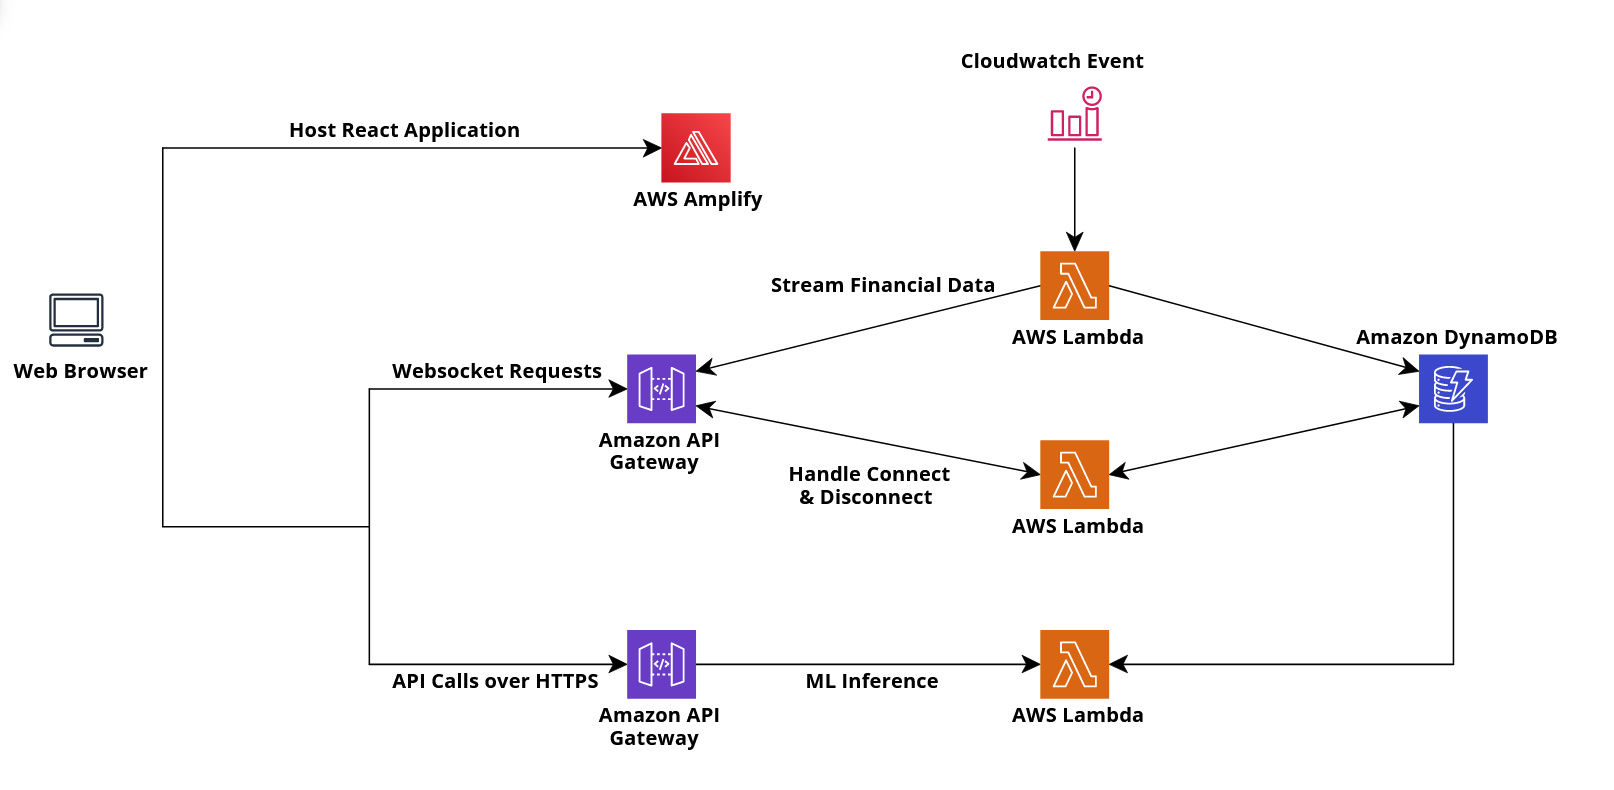 Cloudwatch Event
Host React Application
AWS Amplify
Stream Financial Data
AWS Lambda
Amazon DynamoDB
Web Browser
Websocket Requests
Amazon API
Gateway
Handle Connect
& Disconnect
AWS Lambda
API Calls over HTTPS
ML Inference
Amazon API
Gateway
AWS Lambda